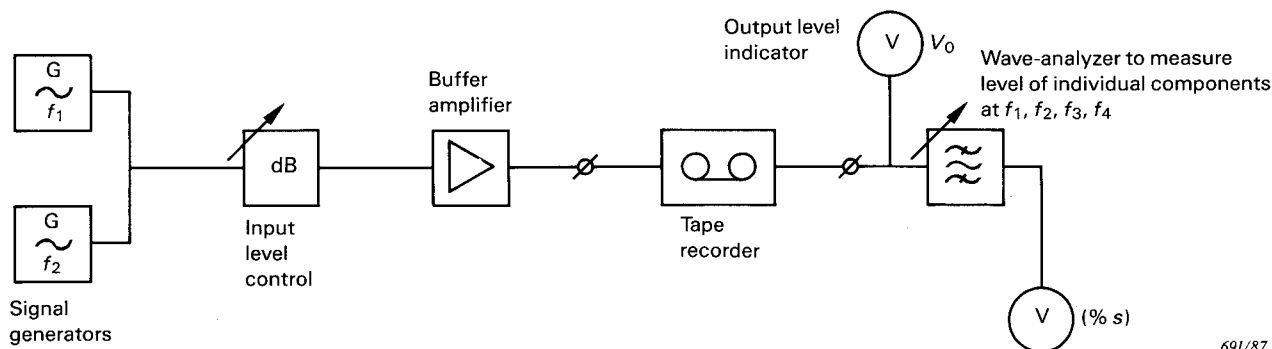 G
f1
G
f2
Signal
generators
dB
Input
level
control
Buffer
amplifier
Tape
recorder
Output level
indicator
V
V0
Wave-analyzer to measure
level of individual components
at f1, f2, f3, f4
V
(% s)
691/87